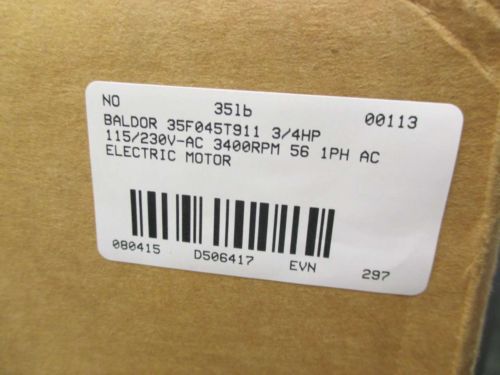 NO 35lb 00113
BALDOR 35F045T911 3/4HP
115/230V-AC 3400RPM 56 1PH AC
ELECTRIC MOTOR
080415 D506417 EVN 297